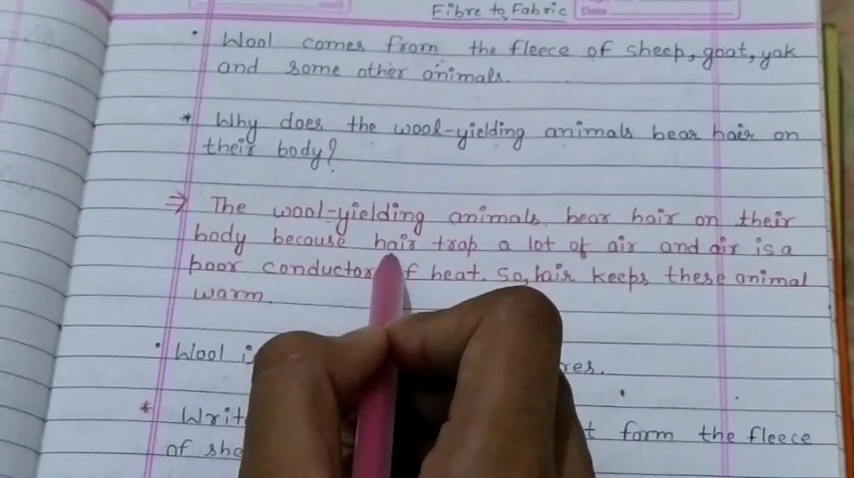 Fibre to Fabric
Date
• Wool comes from the fleece of sheep, goat, yak
and some other animals.
* Why does the wool-yielding animals bear hair on
their body?
⇒ The wool-yielding animals bear hair on their
body because hair trap a lot of air and air is a
poor conductor of heat. So, hair keeps these animal
warm.
• Wool
* Writ form the fleece
of